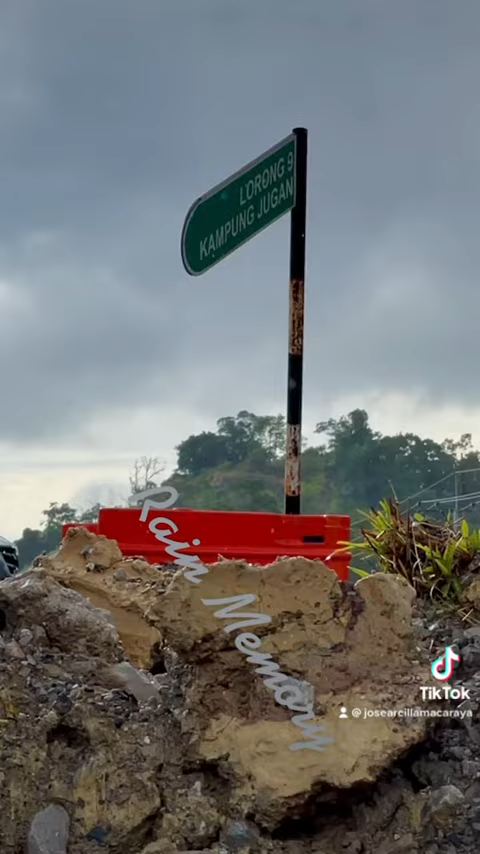 LORONG 9
KAMPUNG JUGAN
Rain Memory
TikTok
@josearcillamacaraya